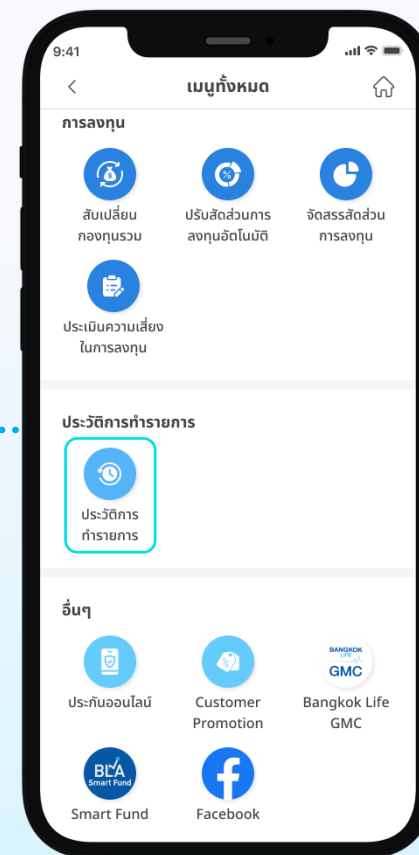 9:41
เมนูทั้งหมด
การลงทุน
สับเปลี่ยน
กองทุนรวม
ปรับสัดส่วนการ
ลงทุนอัตโนมัติ
จัดสรรสัดส่วน
การลงทุน
ประเมินความเสี่ยง
ในการลงทุน
ประวัติการทำรายการ
ประวัติการ
ทำรายการ
อื่นๆ
BANGKOK
LIFE
GMC
ประกันออนไลน์
Customer
Promotion
Bangkok Life
GMC
BLA
Smart Fund
Smart Fund
Facebook